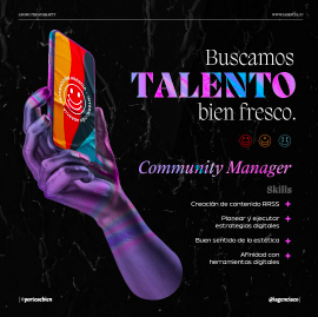 Buscamos
TALENTO
bien fresco.
Community Manager
Skills
Creación de contenido RRSS
Planear y ejecutar
estrategias digitales
Buen sentido de la estética
Afinidad con
herramientas digitales